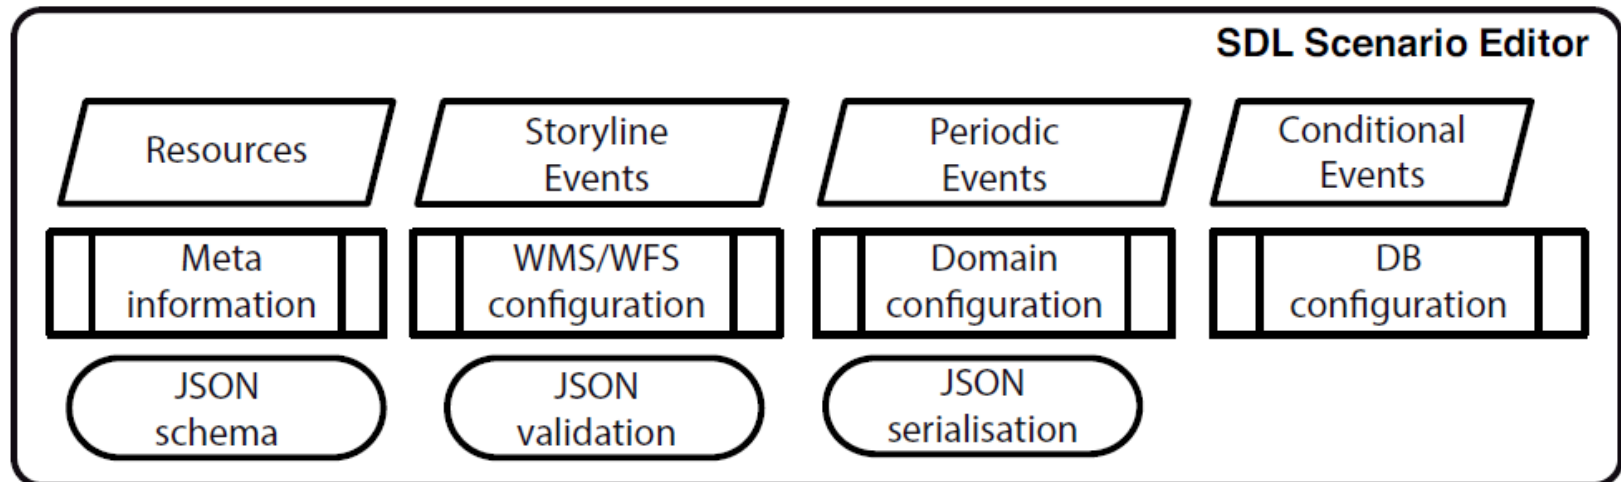 SDL Scenario Editor
Resources
Storyline
Events
Periodic
Events
Conditional
Events
Meta
information
WMS/WFS
configuration
Domain
configuration
DB
configuration
JSON
schema
JSON
validation
JSON
serialisation